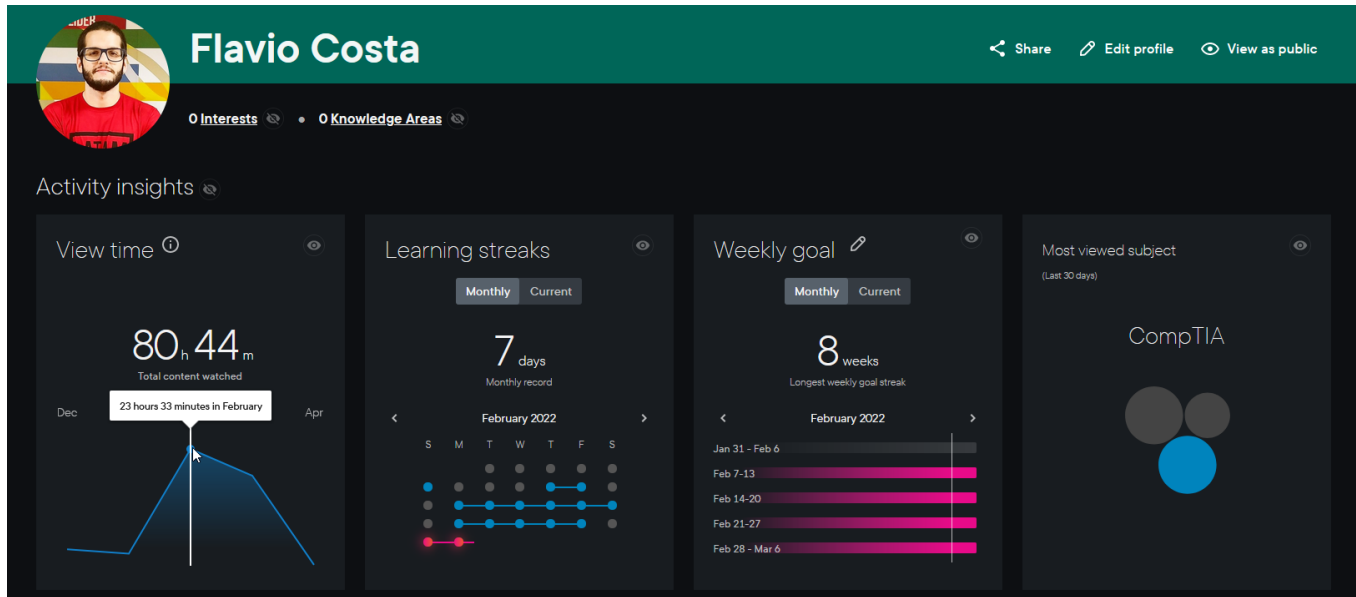 LIDER
Flavio Costa
Share
Edit profile
View as public
0 Interests • 0 Knowledge Areas
Activity insights
View time
80 h 44 m
Total content watched
Dec
23 hours 33 minutes in February
Apr
Learning streaks
Monthly Current
7 days
Monthly record
< February 2022 >
S M T W T F S
Weekly goal
Monthly Current
8 weeks
Longest weekly goal streak
< February 2022 >
Jan 31 - Feb 6
Feb 7-13
Feb 14-20
Feb 21-27
Feb 28 - Mar 6
Most viewed subject
(Last 30 days)
CompTIA